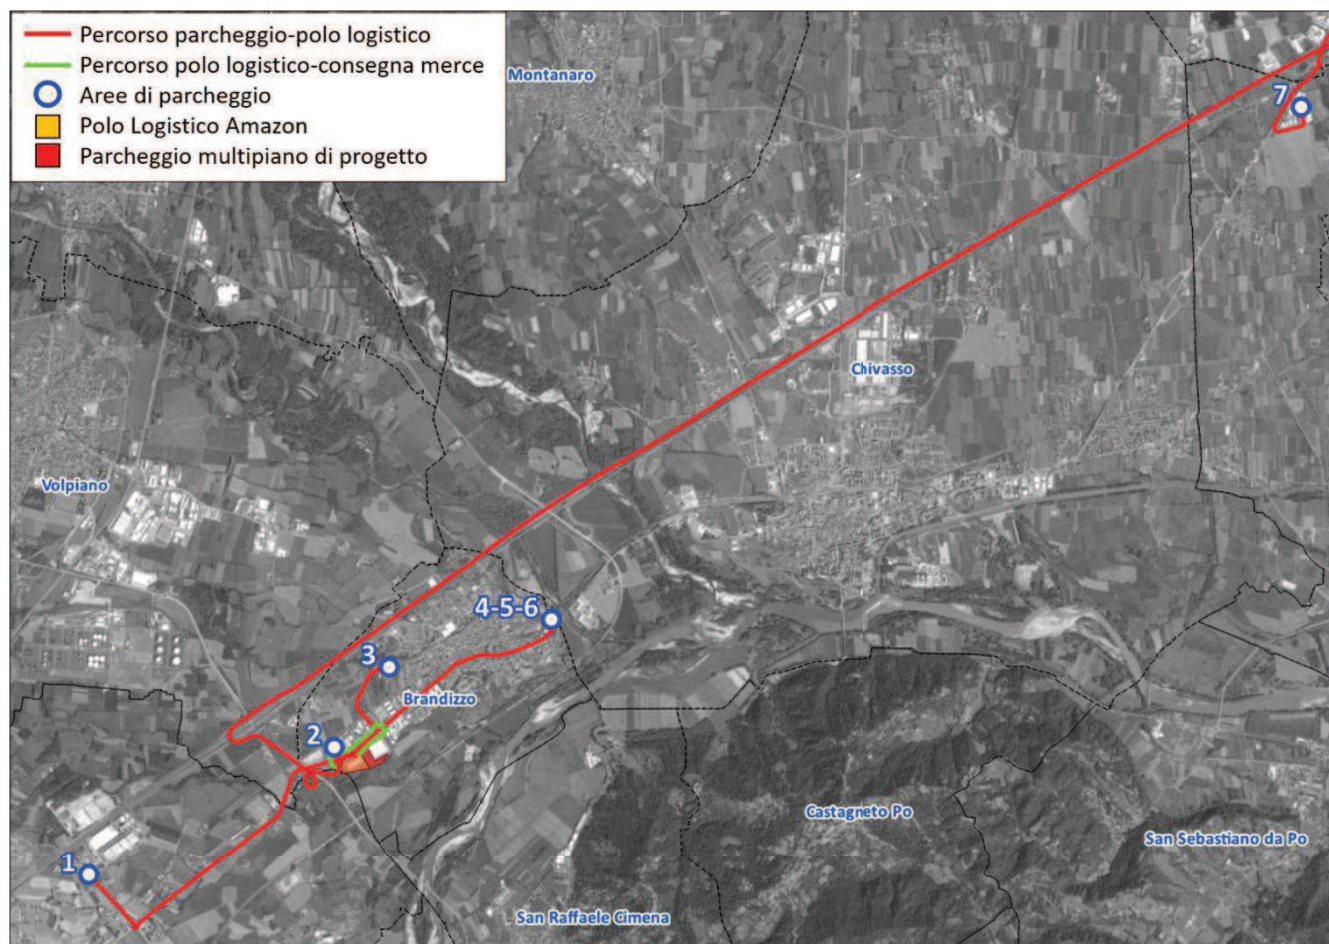 Percorso parcheggio-polo logistico
Percorso polo logistico-consegna merce
Aree di parcheggio
Polo Logistico Amazon
Parcheggio multipiano di progetto
Montanaro
7
Chivasso
Volpiano
4-5-6
3
Brandizzo
2
Castagneto Po
San Sebastiano da Po
1
San Raffaele Cimena